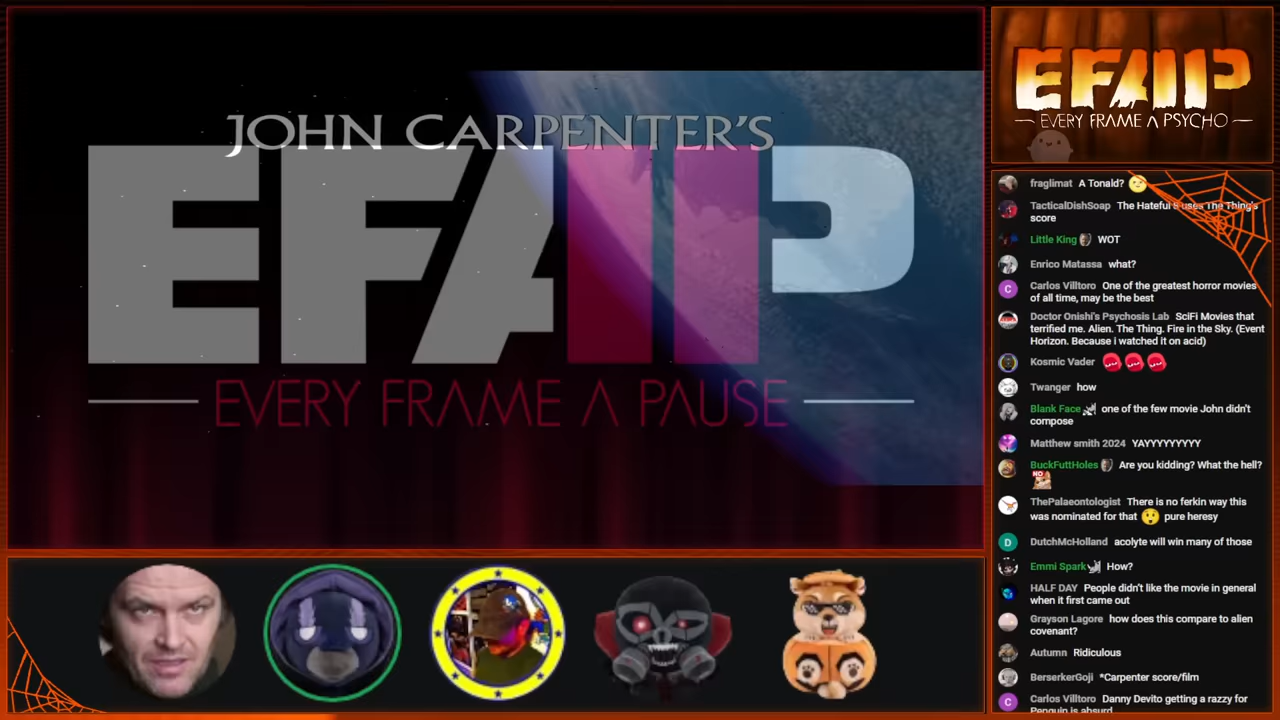 JOHN CARPENTER'S
EFAP
EVERY FRAME A PAUSE
EFAP
EVERY FRAME A PSYCHO
fraglimat A Tonald?
TacticalDishSoap The Hateful 8 uses The Thing's
score
Little King WOT
Enrico Matassa what?
C
Carlos Villtoro One of the greatest horror movies
of all time, may be the best
Doctor Onishi's Psychosis Lab SciFi Movies that
terrified me. Alien. The Thing. Fire in the Sky. (Event
Horizon. Because i watched it on acid)
Kosmic Vader
Twanger how
Blank Face one of the few movie John didn't
compose
Matthew smith 2024 YAYYYYYYYYY
BuckFuttHoles Are you kidding? What the hell?
NO
ThePalaeontologist There is no ferkin way this
was nominated for that pure heresy
D
DutchMcHolland acolyte will win many of those
Emmi Spark How?
HALF DAY People didn't like the movie in general
when it first came out
Grayson Lagore how does this compare to alien
covenant?
Autumn Ridiculous
BerserkerGoji *Carpenter score/film
C
Carlos Villtoro Danny Devito getting a razzy for
Penguin is absurd